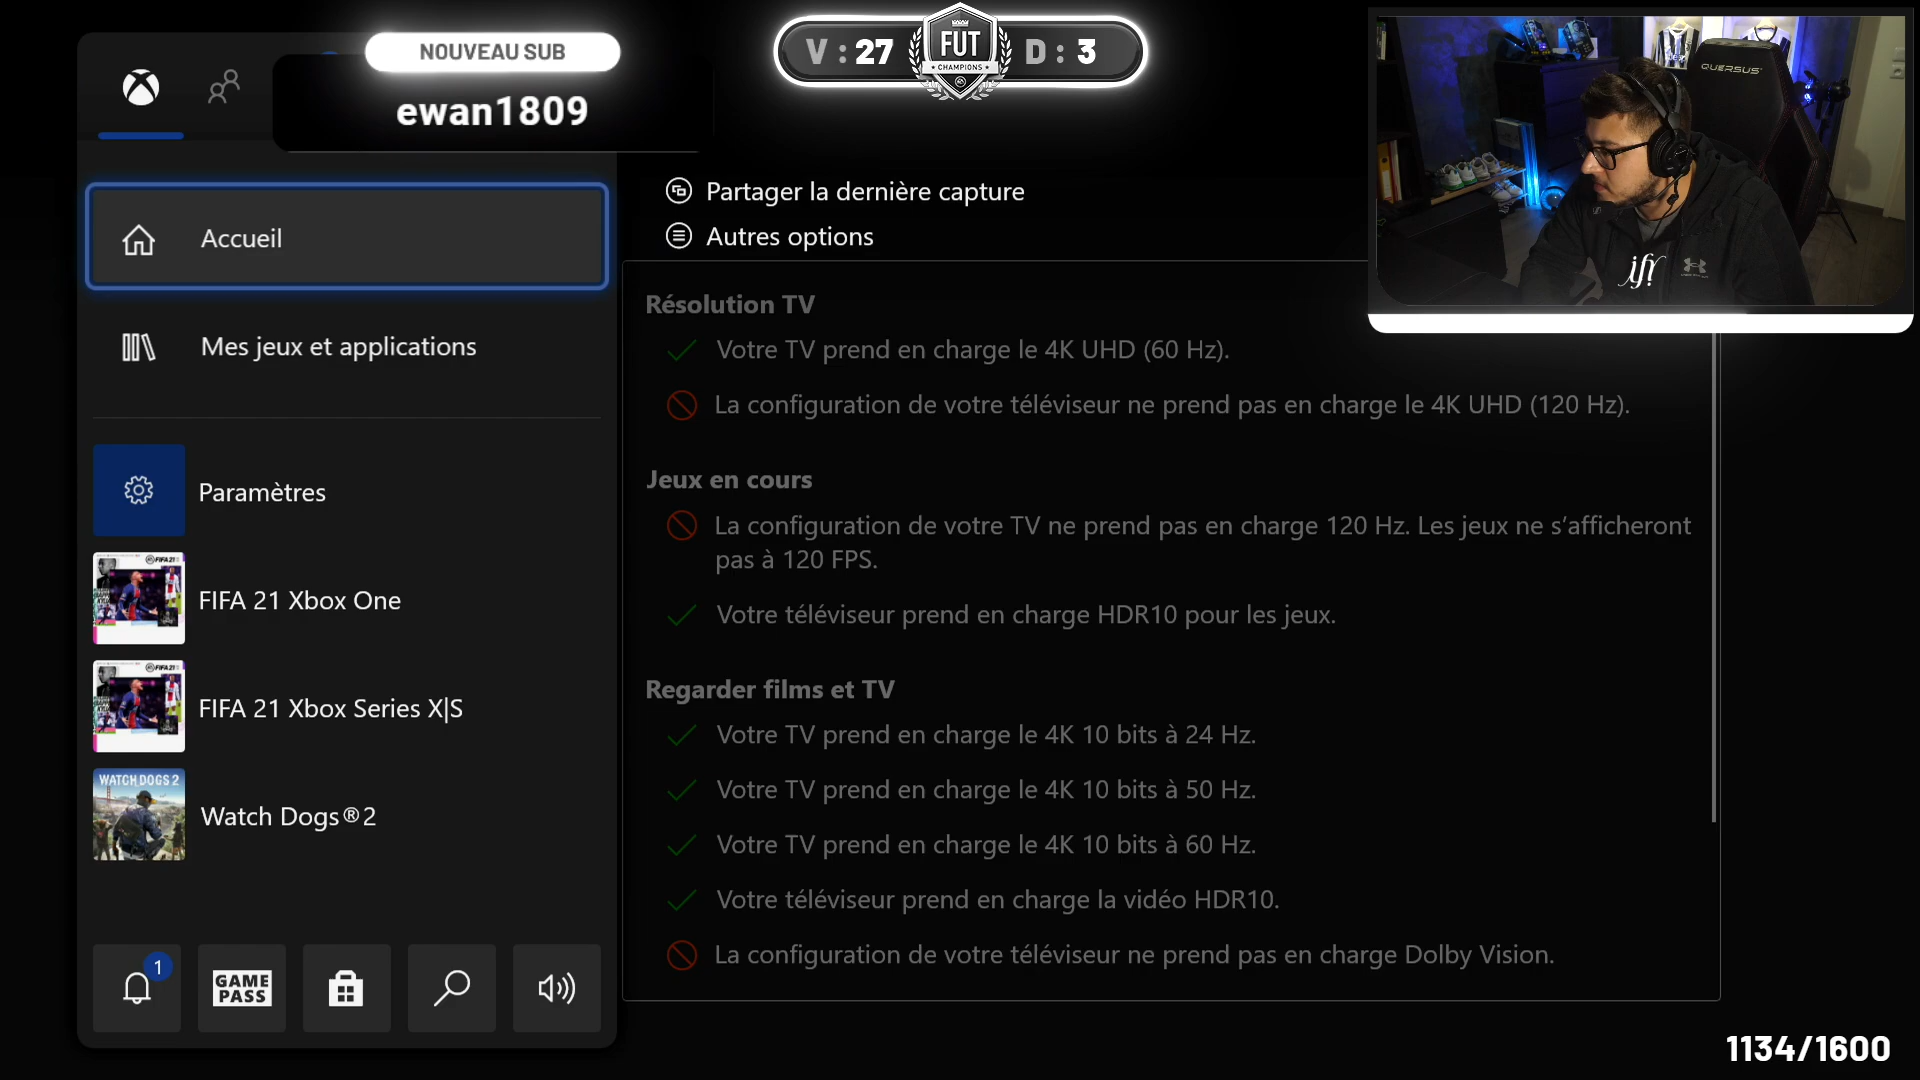 NOUVEAU SUB
ewan1809
V : 27
FUT
CHAMPIONS
D : 3
QUERSUS
Partager la dernière capture
Autres options
Accueil
Mes jeux et applications
Paramètres
FIFA 21 Xbox One
FIFA 21 Xbox Series X|S
WATCH DOGS 2
Watch Dogs®2
1
GAME
PASS
Résolution TV
Votre TV prend en charge le 4K UHD (60 Hz).
La configuration de votre téléviseur ne prend pas en charge le 4K UHD (120 Hz).
Jeux en cours
La configuration de votre TV ne prend pas en charge 120 Hz. Les jeux ne s’afficheront
pas à 120 FPS.
Votre téléviseur prend en charge HDR10 pour les jeux.
Regarder films et TV
Votre TV prend en charge le 4K 10 bits à 24 Hz.
Votre TV prend en charge le 4K 10 bits à 50 Hz.
Votre TV prend en charge le 4K 10 bits à 60 Hz.
Votre téléviseur prend en charge la vidéo HDR10.
La configuration de votre téléviseur ne prend pas en charge Dolby Vision.
1134/1600